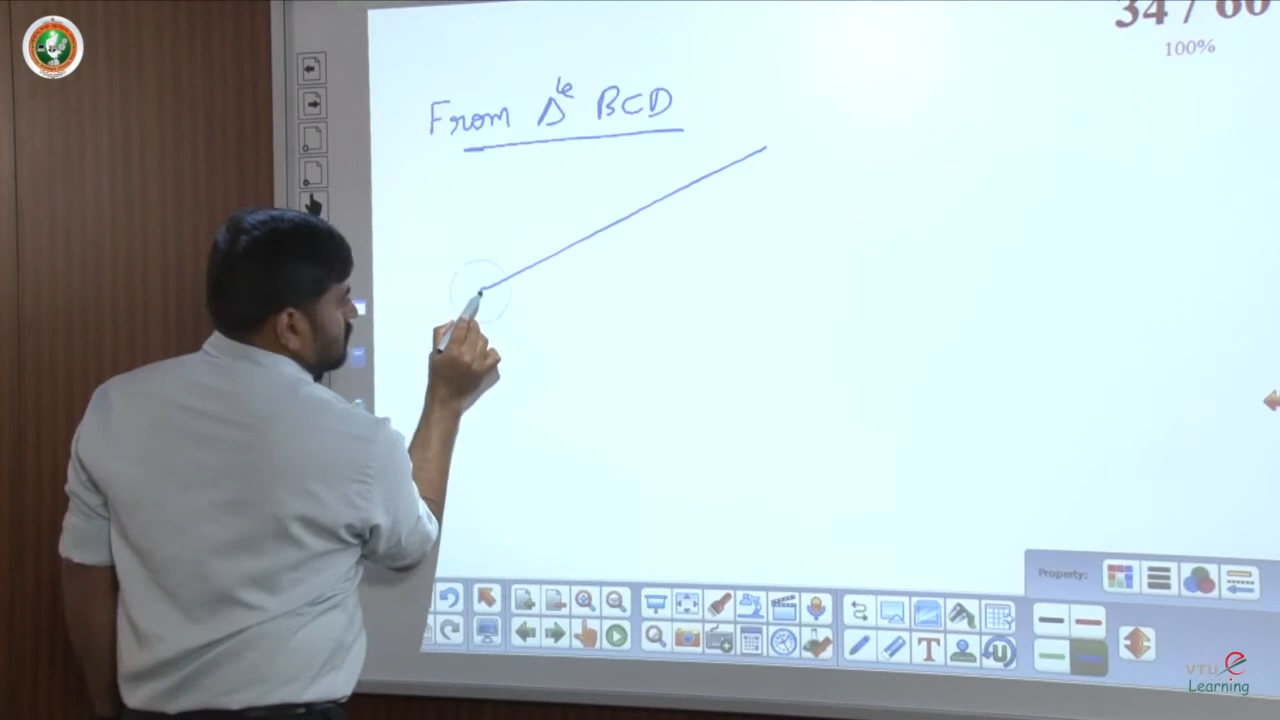 34 / 60
100%
From Δle BCD
Property:
VTU e
Learning